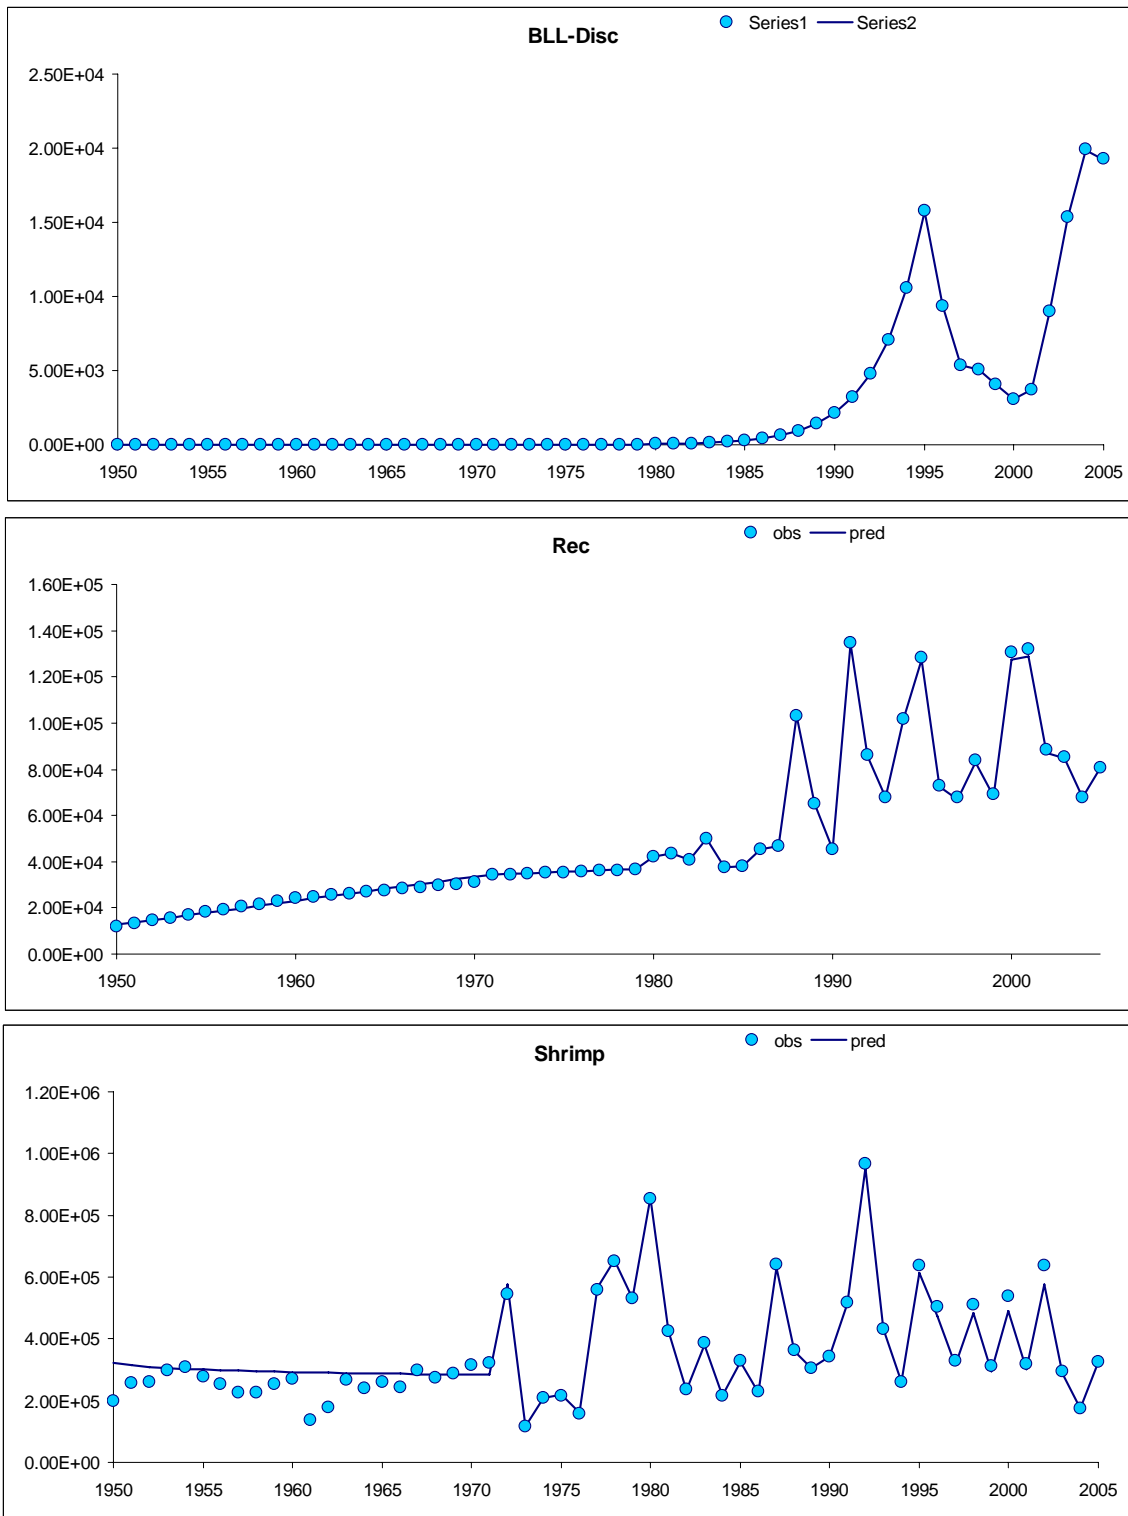 BLL-Disc
Series1 Series2
2.50E+04
2.00E+04
1.50E+04
1.00E+04
5.00E+03
0.00E+00
1950 1955 1960 1965 1970 1975 1980 1985 1990 1995 2000 2005
Rec
obs pred
1.60E+05
1.40E+05
1.20E+05
1.00E+05
8.00E+04
6.00E+04
4.00E+04
2.00E+04
0.00E+00
1950 1960 1970 1980 1990 2000
Shrimp
obs pred
1.20E+06
1.00E+06
8.00E+05
6.00E+05
4.00E+05
2.00E+05
0.00E+00
1950 1955 1960 1965 1970 1975 1980 1985 1990 1995 2000 2005